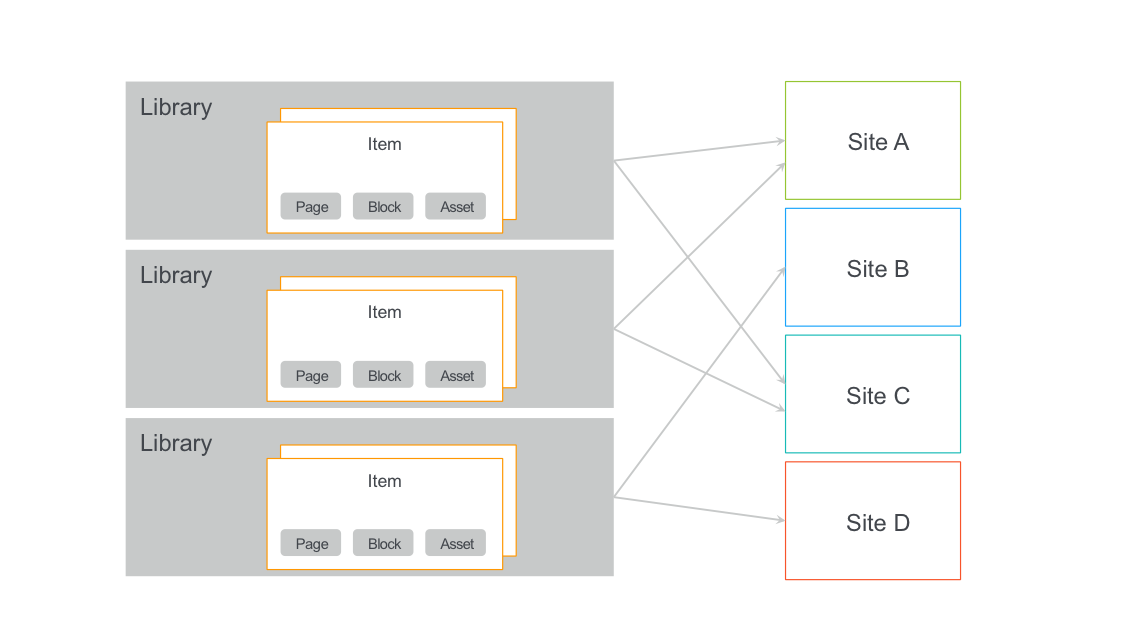 Library
Item
Page Block Asset
Library
Item
Page Block Asset
Library
Item
Page Block Asset
Site A
Site B
Site C
Site D